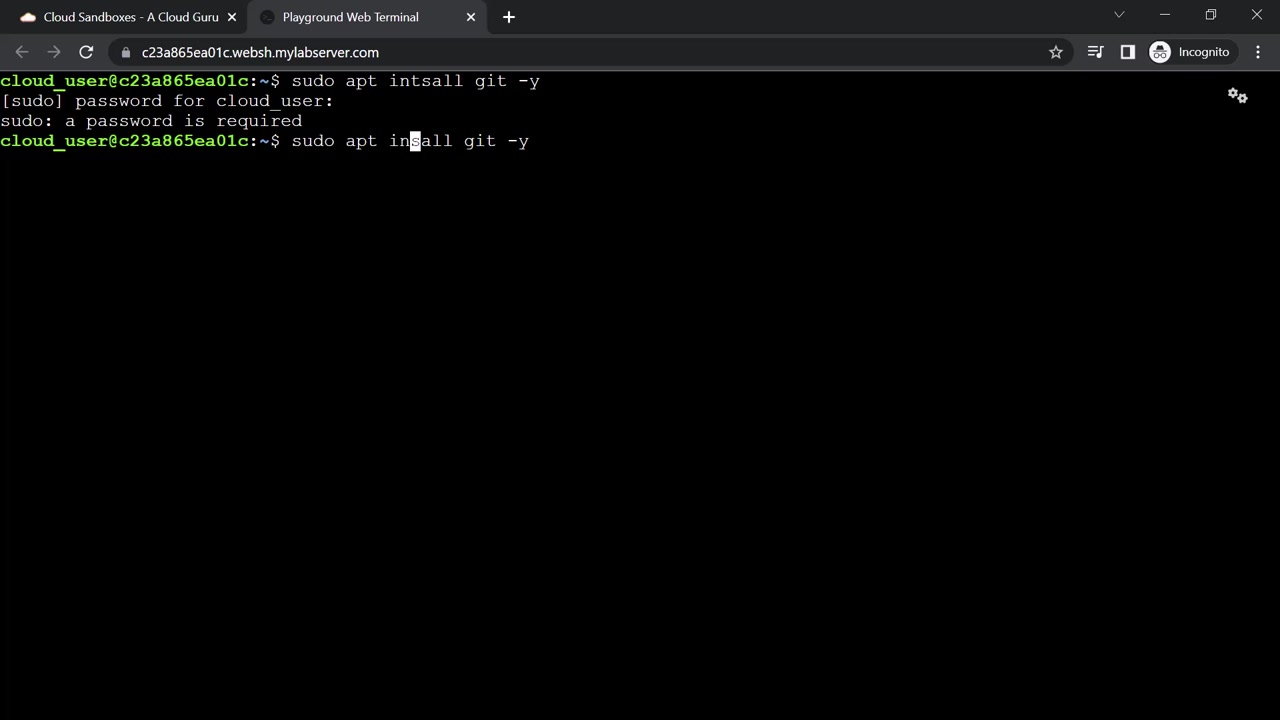 Cloud Sandboxes - A Cloud Guru
Playground Web Terminal
c23a865ea01c.websh.mylabserver.com
Incognito
cloud_user@c23a865ea01c:~$ sudo apt intsall git -y
[sudo] password for cloud_user:
sudo: a password is required
cloud_user@c23a865ea01c:~$ sudo apt insall git -y